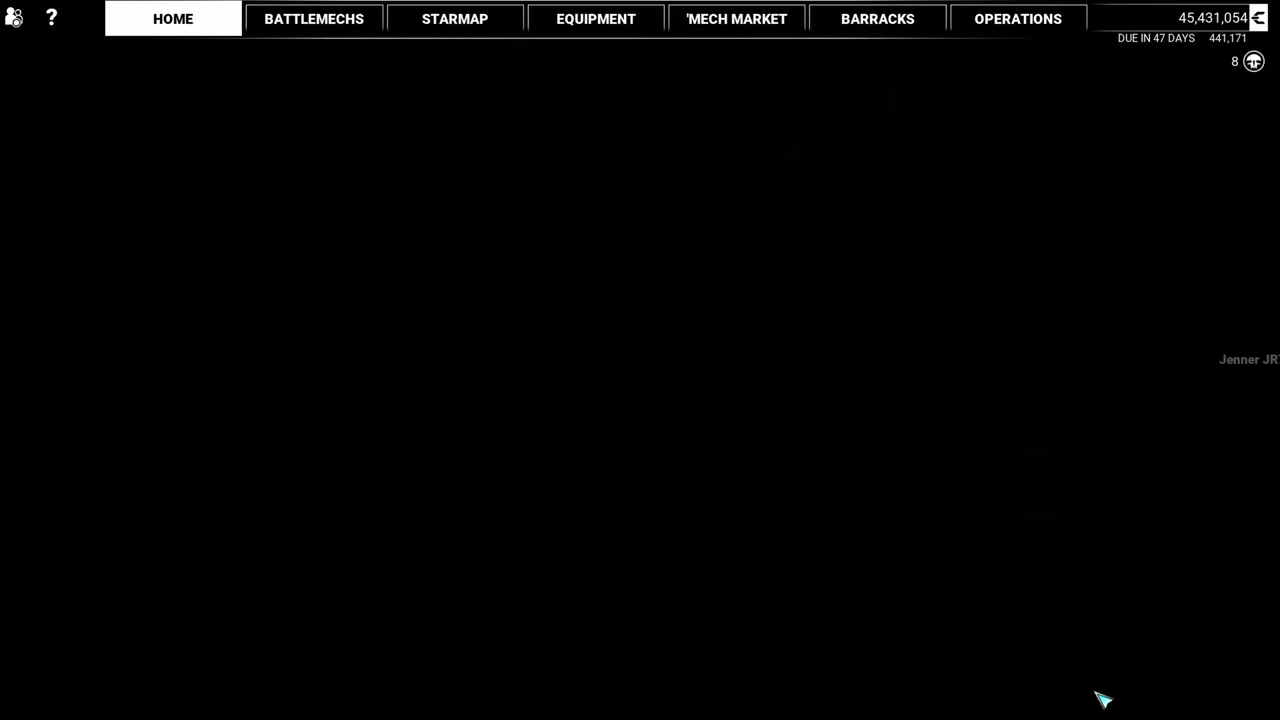 ?
HOME
BATTLEMECHS
STARMAP
EQUIPMENT
'MECH MARKET
BARRACKS
OPERATIONS
45,431,054
DUE IN 47 DAYS 441,171
8
Jenner